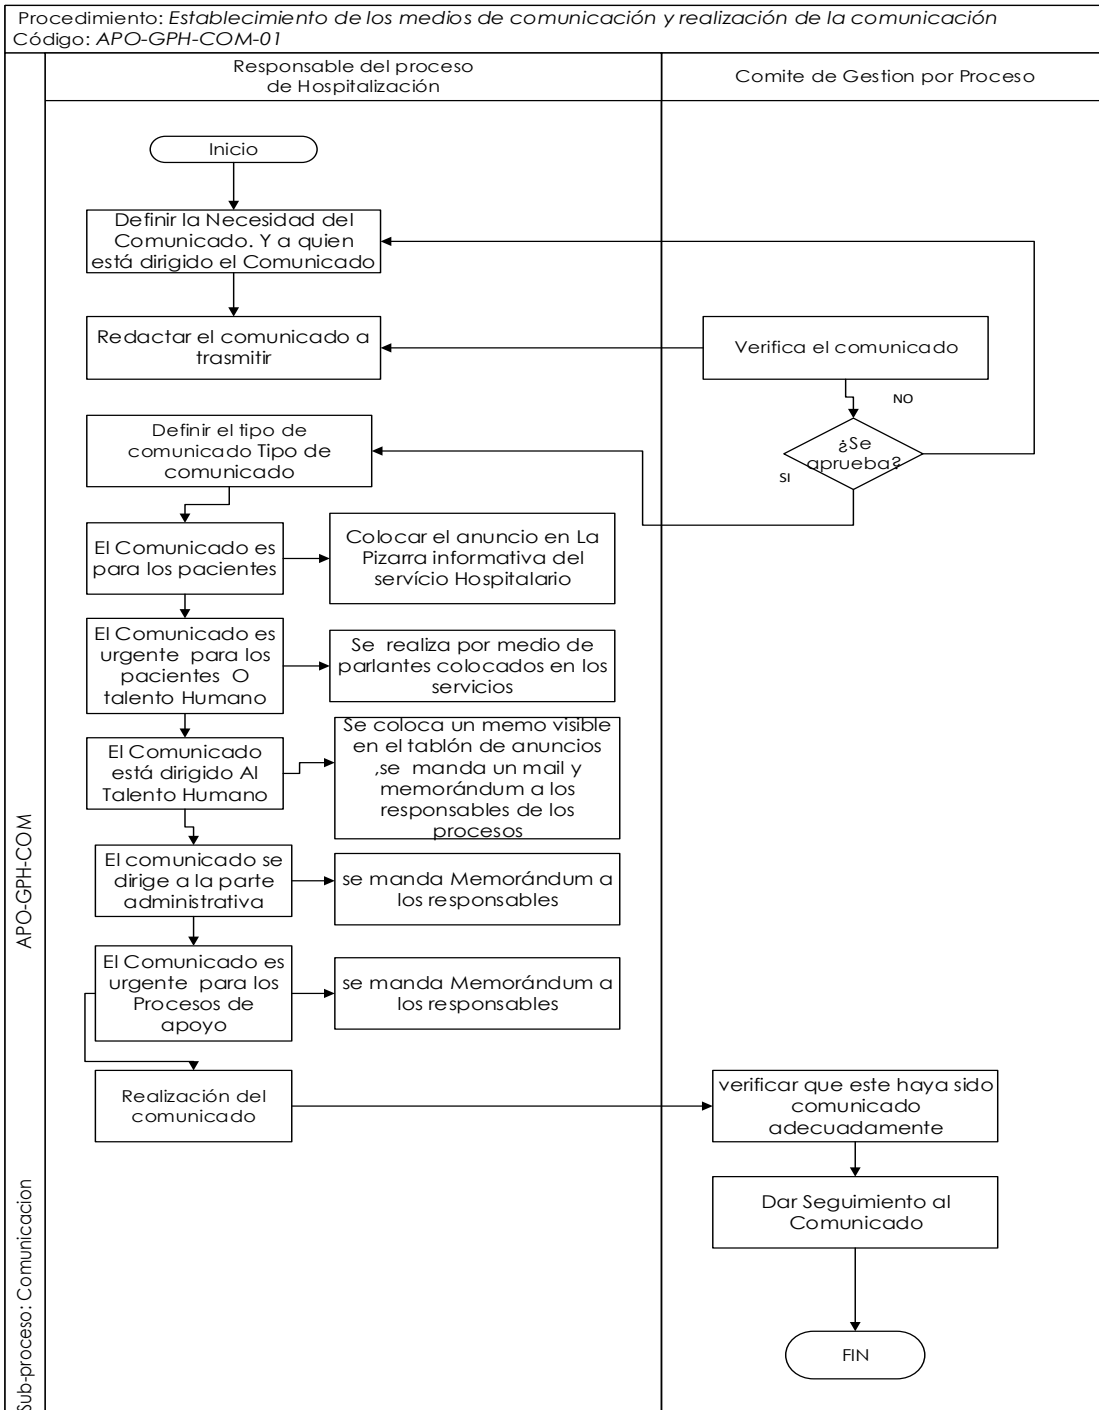 Procedimiento: Establecimiento de los medios de comunicación y realización de la comunicación
Código: APO-GPH-COM-01
Responsable del proceso
de Hospitalización
Comite de Gestion por Proceso
Inicio
Definir la Necesidad del
Comunicado. Y a quien
está dirigido el Comunicado
Redactar el comunicado a
trasmitir
Verifica el comunicado
NO
¿Se
aprueba?
SI
Definir el tipo de
comunicado Tipo de
comunicado
El Comunicado es
para los pacientes
Colocar el anuncio en La
Pizarra informativa del
servício Hospitalario
El Comunicado es
urgente para los
pacientes O
talento Humano
Se realiza por medio de
parlantes colocados en los
servicios
El Comunicado
está dirigido Al
Talento Humano
Se coloca un memo visible
en el tablón de anuncios
,se manda un mail y
memorándum a los
responsables de los
procesos
El comunicado se
dirige a la parte
administrativa
se manda Memorándum a
los responsables
El Comunicado es
urgente para los
Procesos de
apoyo
se manda Memorándum a
los responsables
Realización del
comunicado
verificar que este haya sido
comunicado
adecuadamente
Dar Seguimiento al
Comunicado
FIN
APO-GPH-COM
Sub-proceso: Comunicacion